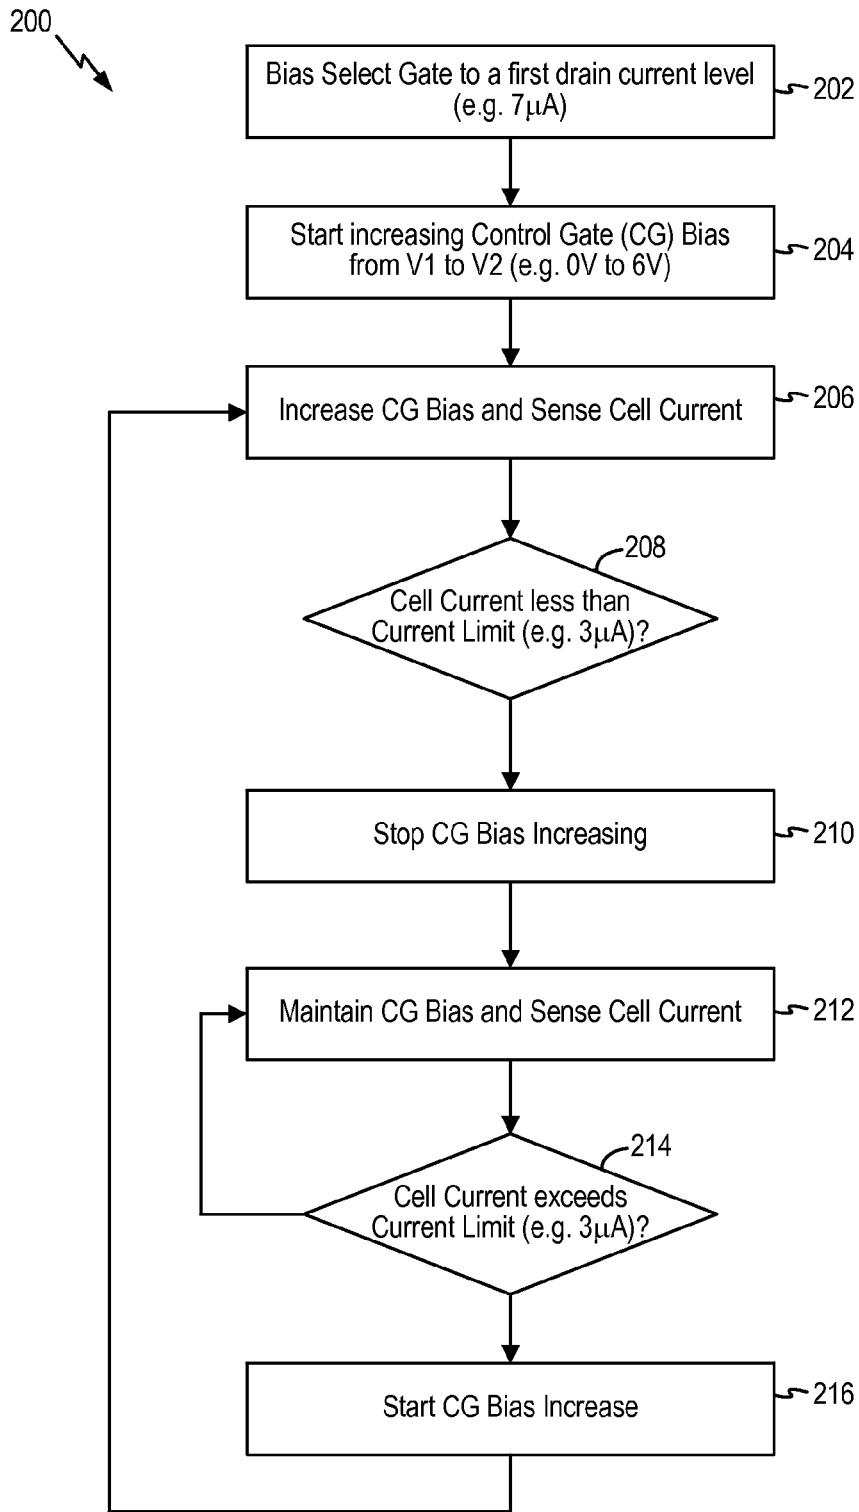 200
Bias Select Gate to a first drain current level
(e.g. 7μA)
202
Start increasing Control Gate (CG) Bias
from V1 to V2 (e.g. 0V to 6V)
204
Increase CG Bias and Sense Cell Current
206
208
Cell Current less than
Current Limit (e.g. 3μA)?
Stop CG Bias Increasing
210
Maintain CG Bias and Sense Cell Current
212
214
Cell Current exceeds
Current Limit (e.g. 3μA)?
Start CG Bias Increase
216